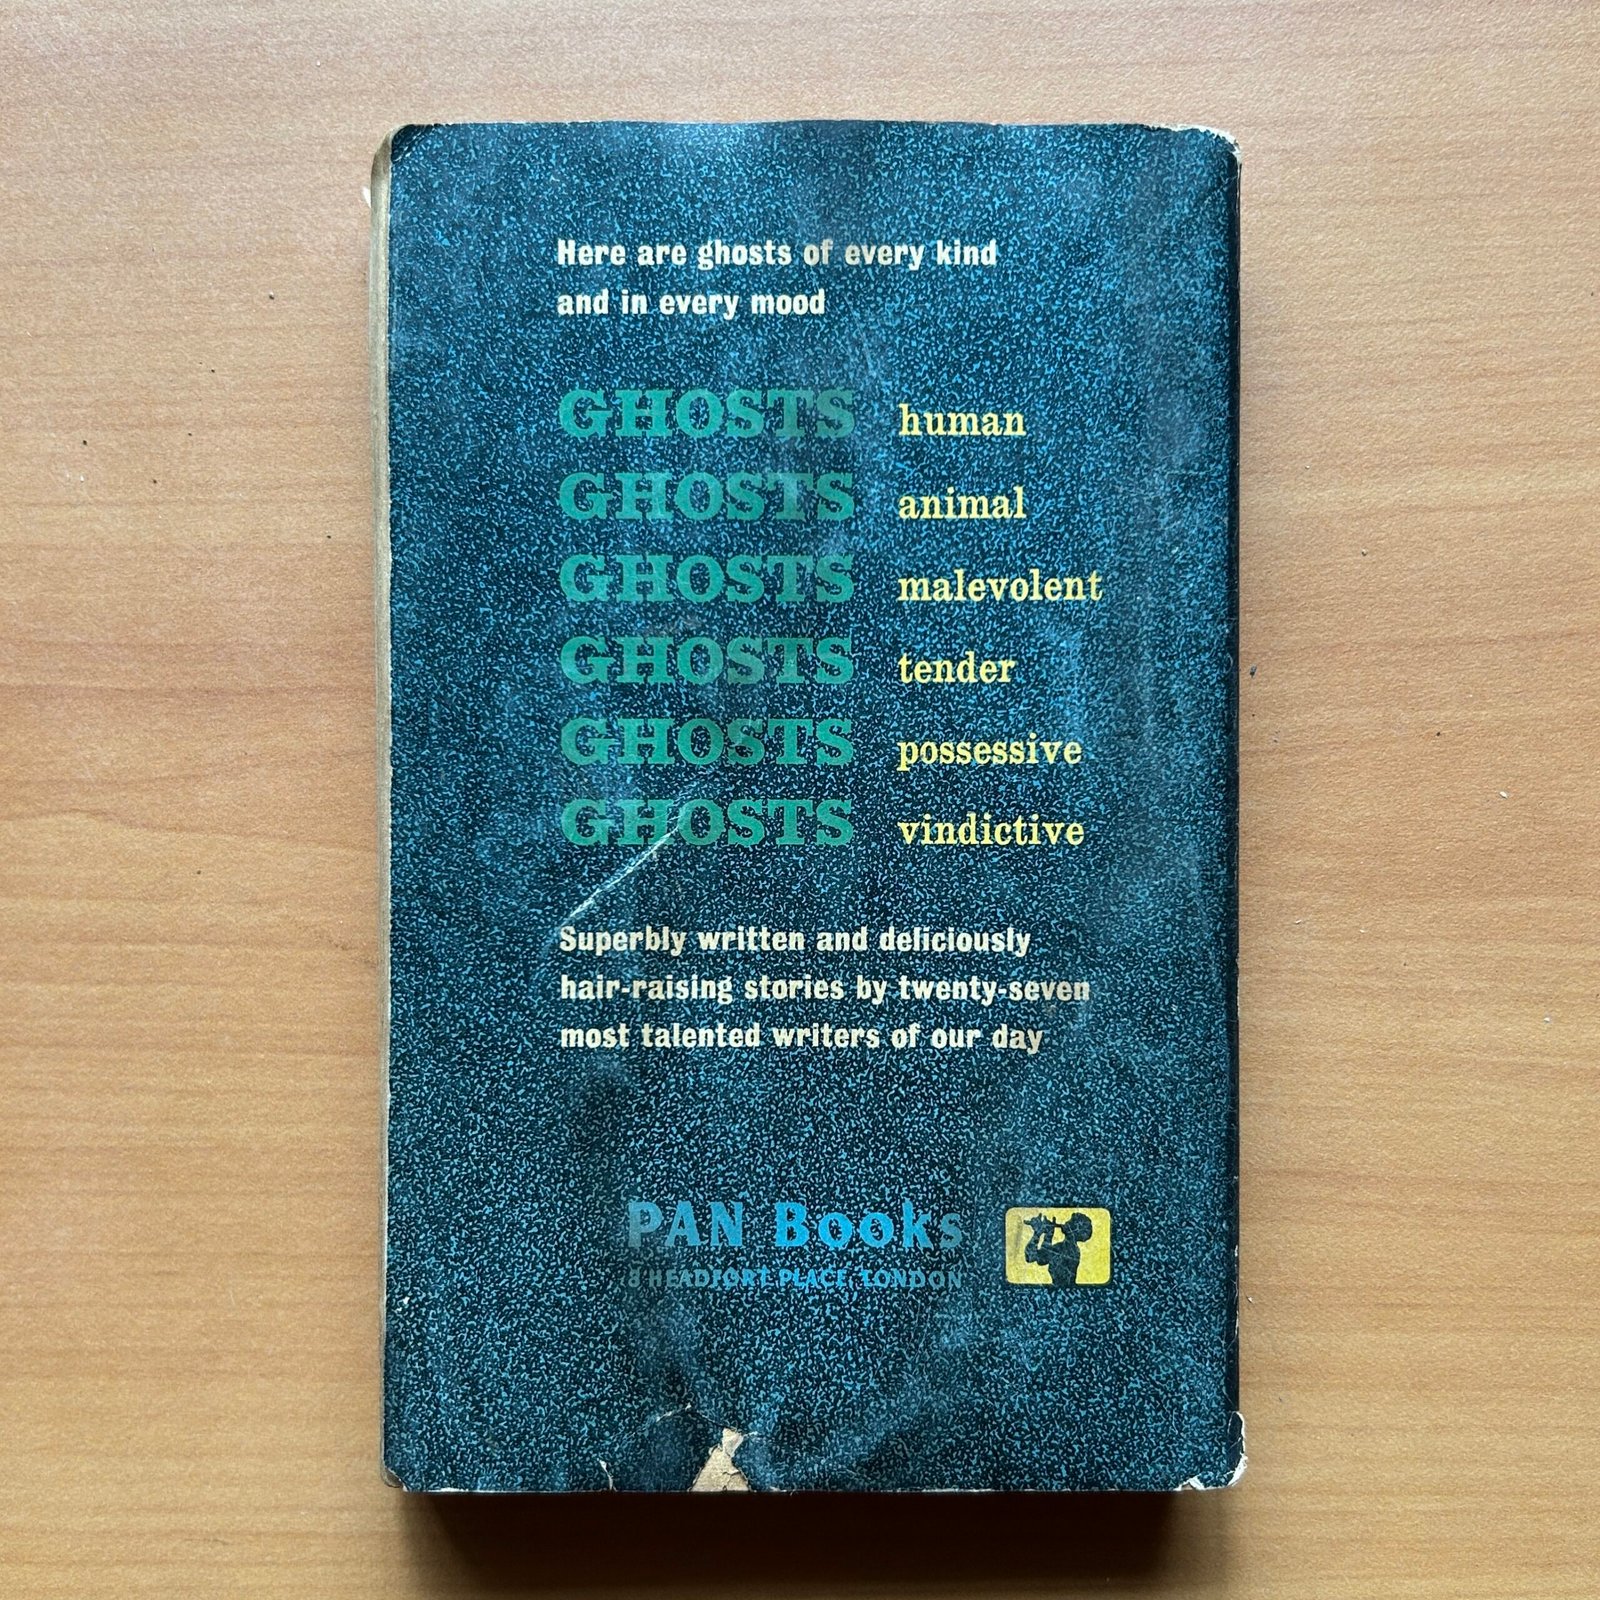 Here are ghosts of every kind
and in every mood
GHOSTS human
GHOSTS animal
GHOSTS malevolent
GHOSTS tender
GHOSTS possessive
GHOSTS vindictive
Superbly written and deliciously
hair-raising stories by twenty-seven
most talented writers of our day
PAN Books
8 HEADFORT PLACE, LONDON